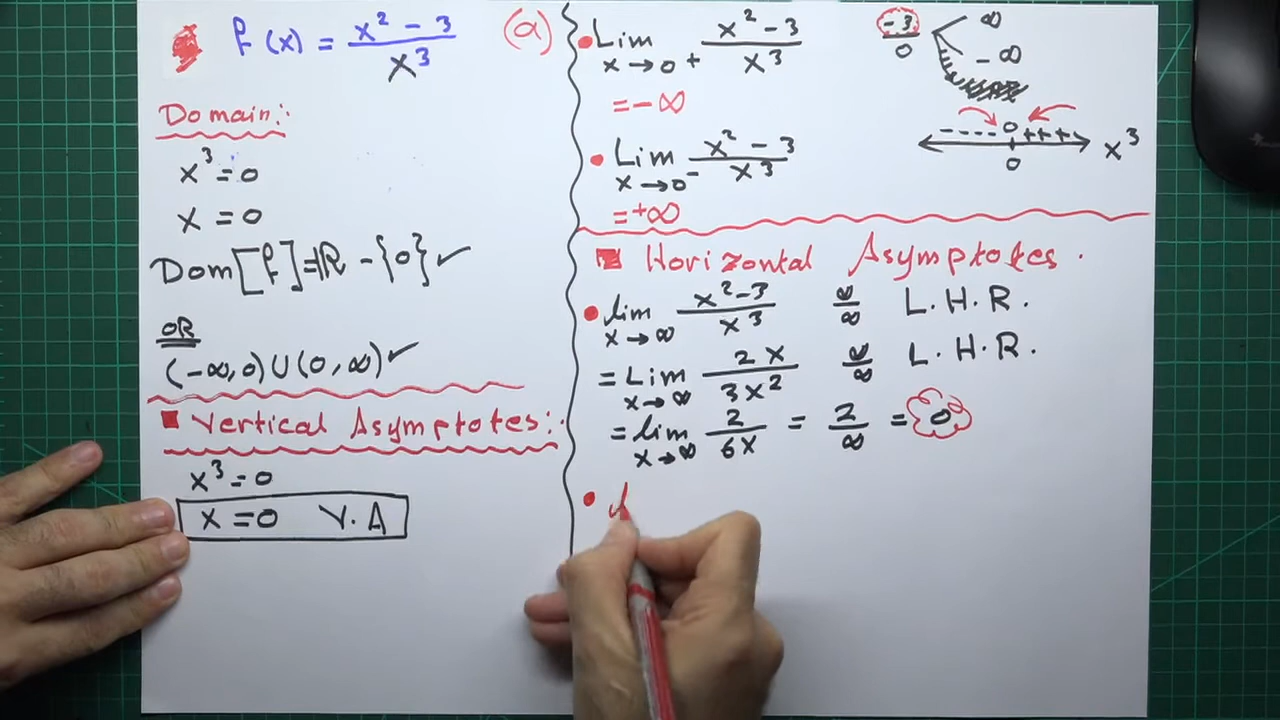 f(x) = x² - 3 / x³
(a)
Domain:
x³ = 0
x = 0
Dom[f] = ℝ - {0} ✓
OR
(-∞, 0) ∪ (0, ∞) ✓
Vertical Asymptotes:
x³ = 0
x = 0 V.A
Lim x → 0⁺ x² - 3 / x³
= -∞
-3 / 0 ∞ -∞
- - - - 0 + + +
0 x³
Lim x → 0⁻ x² - 3 / x³
= +∞
Horizontal Asymptotes.
lim x → ∞ x² - 3 / x³ ∞/∞ L.H.R.
= Lim x → ∞ 2x / 3x² ∞/∞ L.H.R.
= lim x → ∞ 2 / 6x = 2 / ∞ = 0